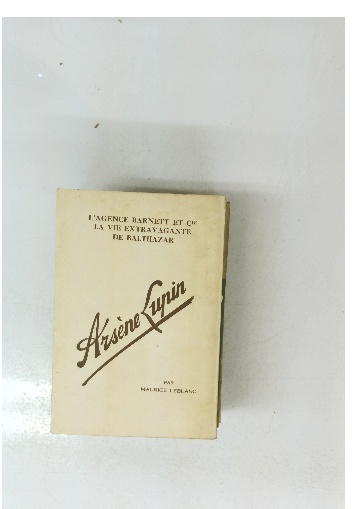 L'AGENCE BARNETT ET Cie
LA VIE EXTRAVAGANTE
DE BALTHAZAR
Arsène Lupin
PAR
MAURICE LEBLANC